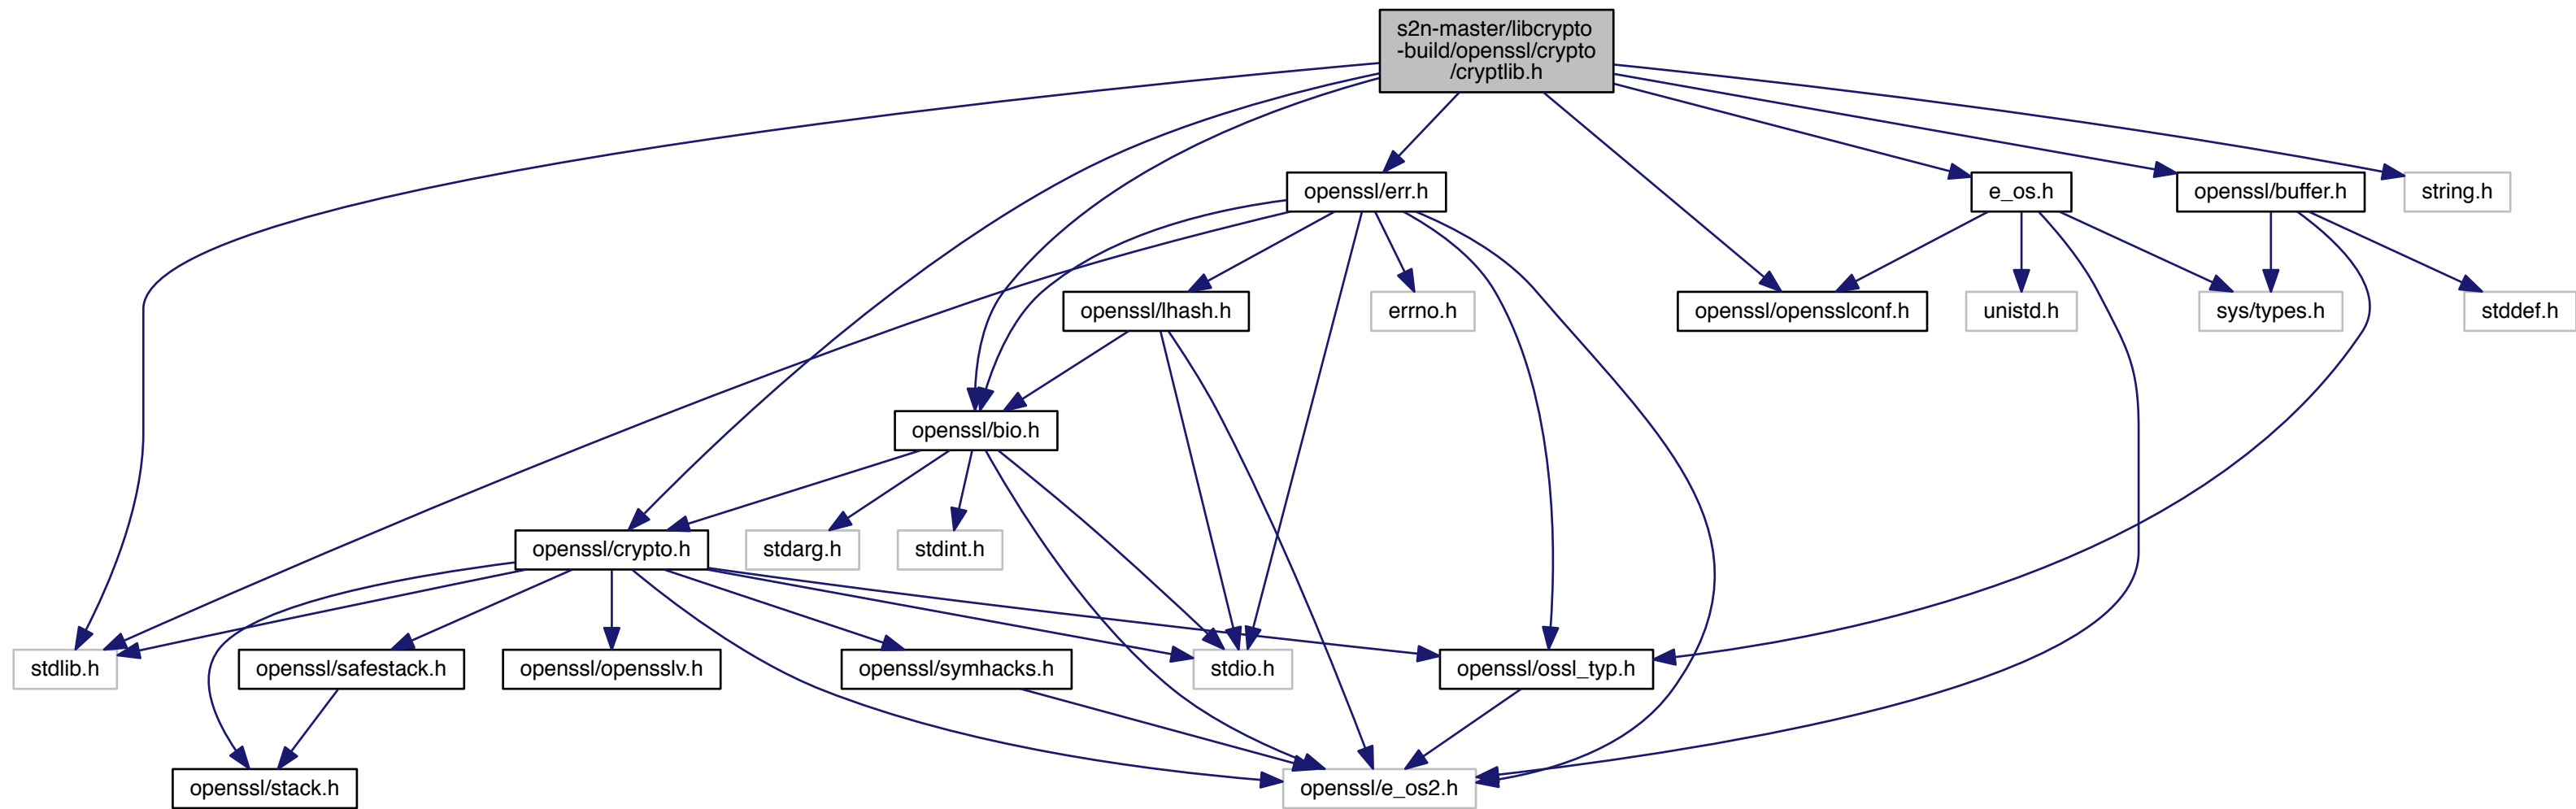 s2n-master/libcrypto
-build/openssl/crypto
/cryptlib.h
openssl/err.h
e_os.h
openssl/buffer.h
string.h
openssl/lhash.h
errno.h
openssl/opensslconf.h
unistd.h
sys/types.h
stddef.h
openssl/bio.h
openssl/crypto.h
stdarg.h
stdint.h
stdlib.h
openssl/safestack.h
openssl/opensslv.h
openssl/symhacks.h
stdio.h
openssl/ossl_typ.h
openssl/stack.h
openssl/e_os2.h